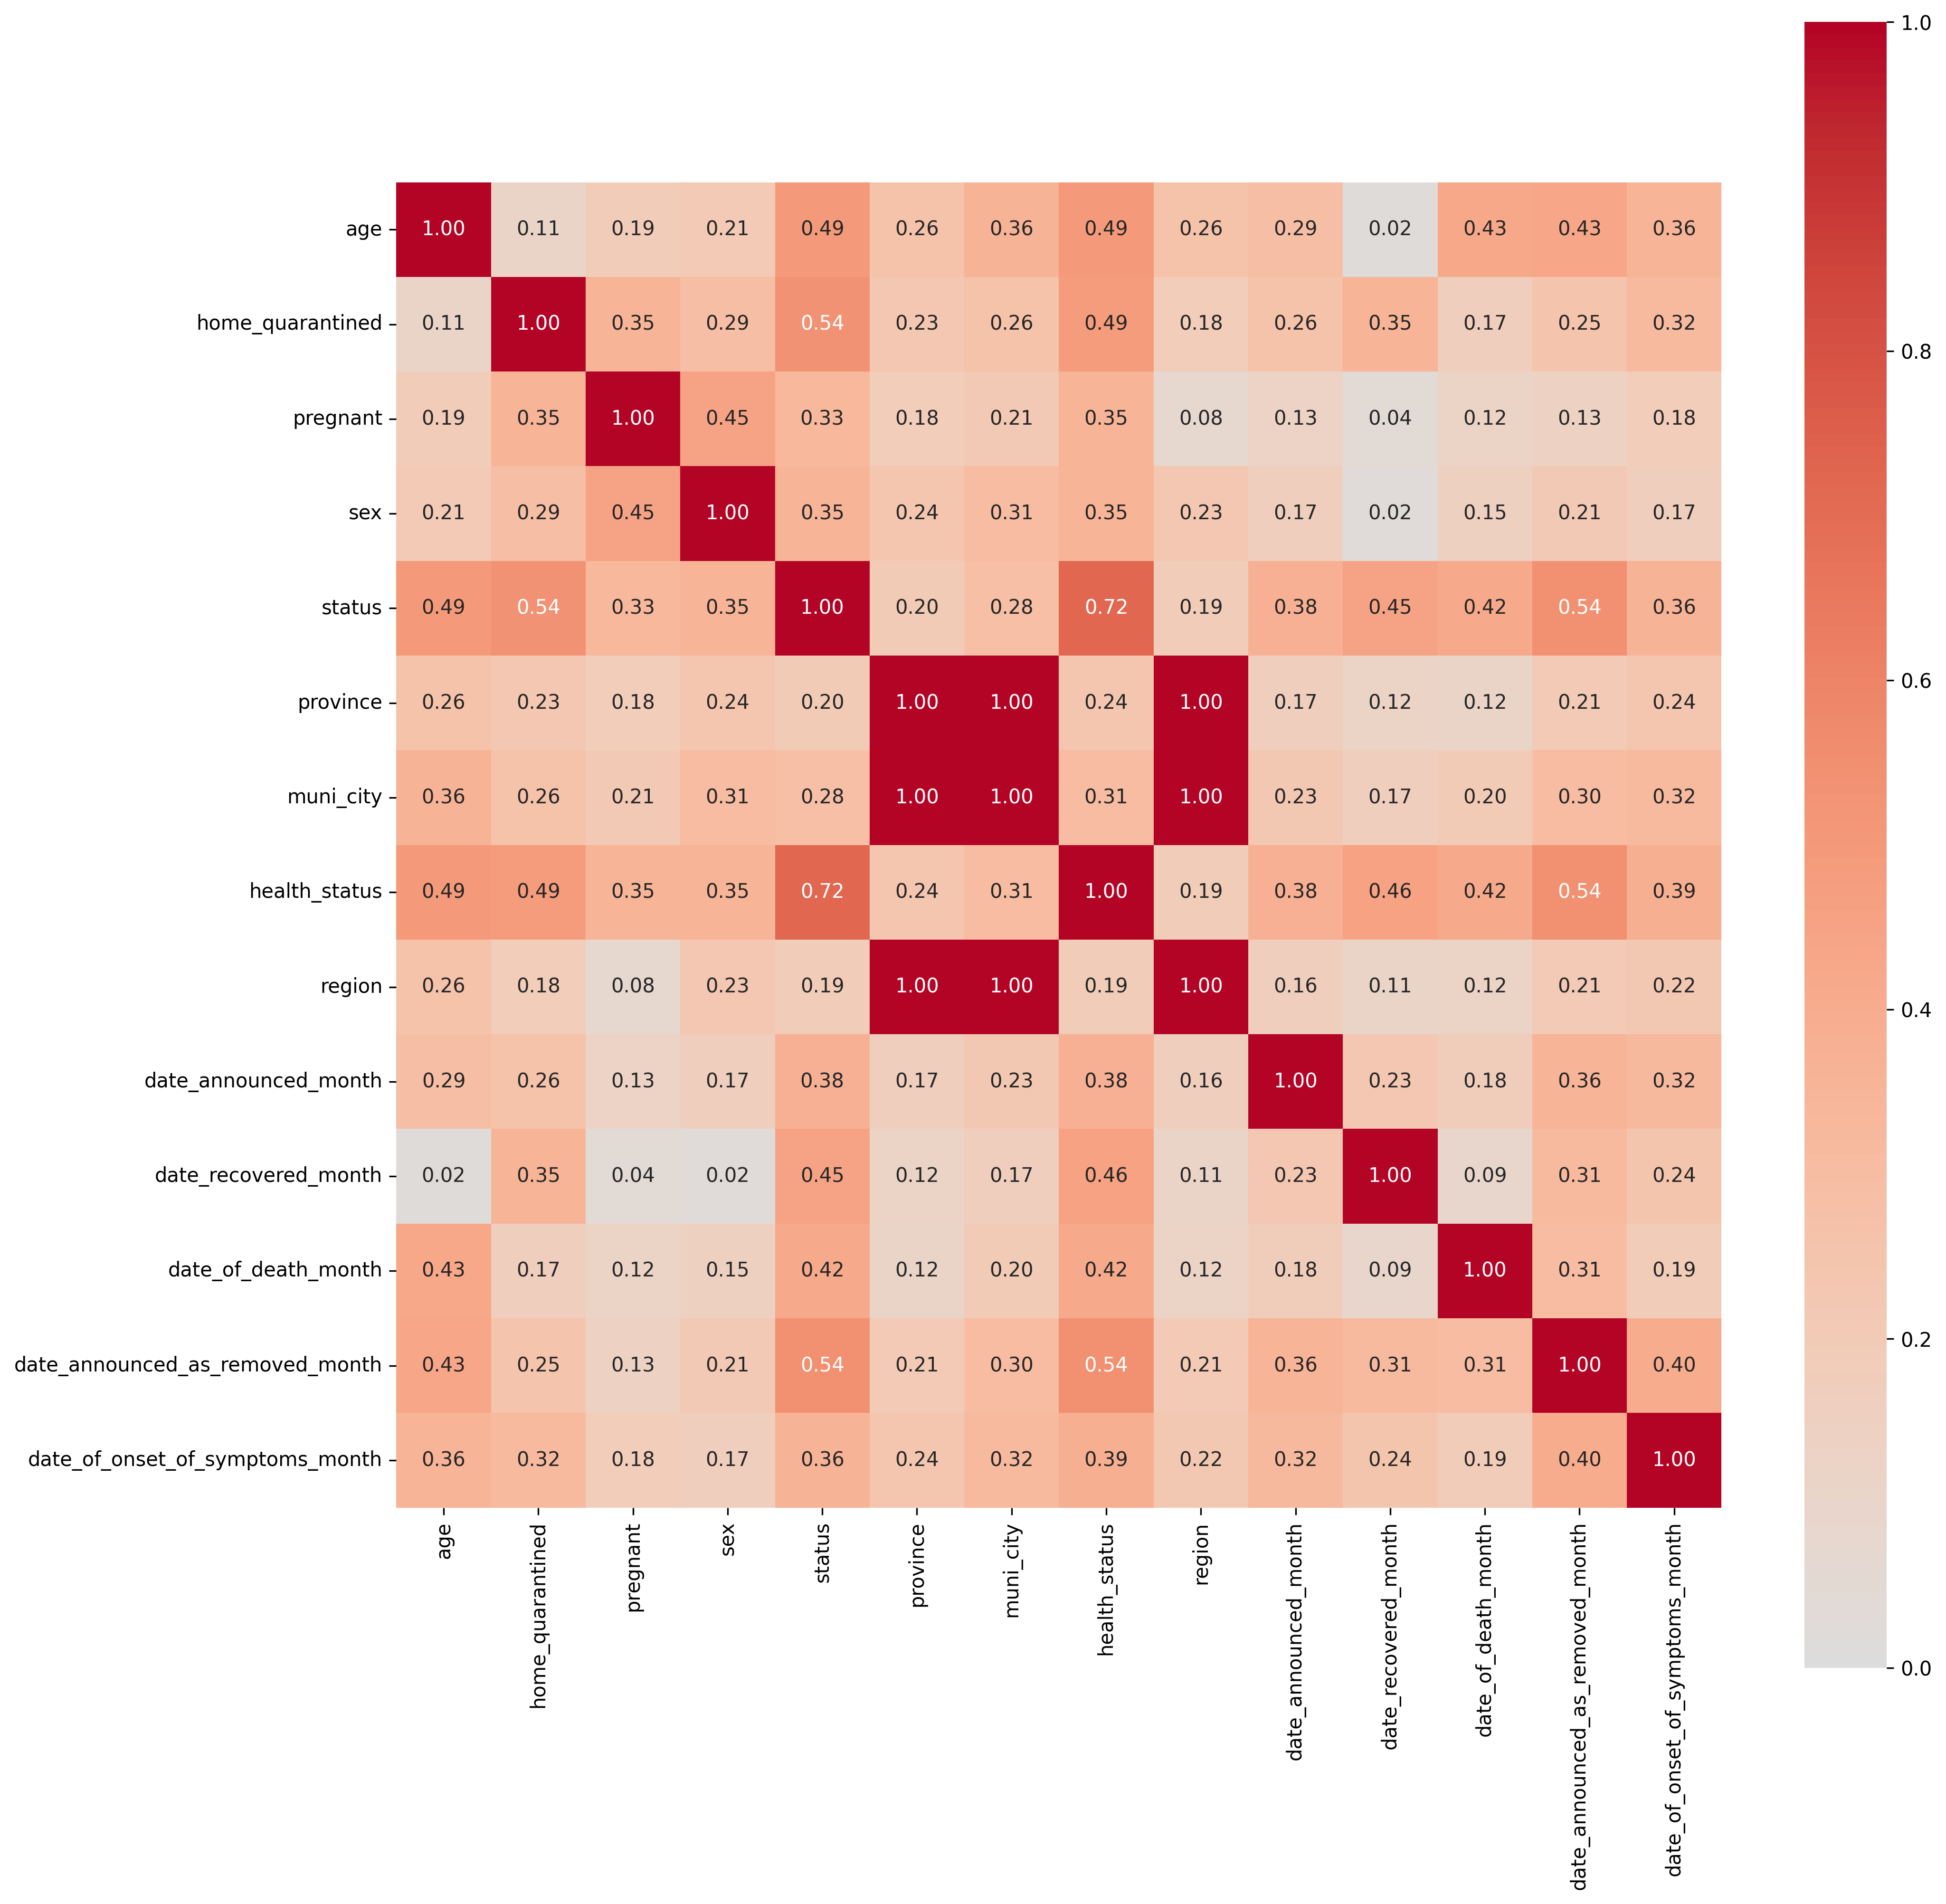 age 1.00 0.11 0.19 0.21 0.49 0.26 0.36 0.49 0.26 0.29 0.02 0.43 0.43 0.36
home_quarantined 0.11 1.00 0.35 0.29 0.54 0.23 0.26 0.49 0.18 0.26 0.35 0.17 0.25 0.32
pregnant 0.19 0.35 1.00 0.45 0.33 0.18 0.21 0.35 0.08 0.13 0.04 0.12 0.13 0.18
sex 0.21 0.29 0.45 1.00 0.35 0.24 0.31 0.35 0.23 0.17 0.02 0.15 0.21 0.17
status 0.49 0.54 0.33 0.35 1.00 0.20 0.28 0.72 0.19 0.38 0.45 0.42 0.54 0.36
province 0.26 0.23 0.18 0.24 0.20 1.00 1.00 0.24 1.00 0.17 0.12 0.12 0.21 0.24
muni_city 0.36 0.26 0.21 0.31 0.28 1.00 1.00 0.31 1.00 0.23 0.17 0.20 0.30 0.32
health_status 0.49 0.49 0.35 0.35 0.72 0.24 0.31 1.00 0.19 0.38 0.46 0.42 0.54 0.39
region 0.26 0.18 0.08 0.23 0.19 1.00 1.00 0.19 1.00 0.16 0.11 0.12 0.21 0.22
date_announced_month 0.29 0.26 0.13 0.17 0.38 0.17 0.23 0.38 0.16 1.00 0.23 0.18 0.36 0.32
date_recovered_month 0.02 0.35 0.04 0.02 0.45 0.12 0.17 0.46 0.11 0.23 1.00 0.09 0.31 0.24
date_of_death_month 0.43 0.17 0.12 0.15 0.42 0.12 0.20 0.42 0.12 0.18 0.09 1.00 0.31 0.19
date_announced_as_removed_month 0.43 0.25 0.13 0.21 0.54 0.21 0.30 0.54 0.21 0.36 0.31 0.31 1.00 0.40
date_of_onset_of_symptoms_month 0.36 0.32 0.18 0.17 0.36 0.24 0.32 0.39 0.22 0.32 0.24 0.19 0.40 1.00
age
home_quarantined
pregnant
sex
status
province
muni_city
health_status
region
date_announced_month
date_recovered_month
date_of_death_month
date_announced_as_removed_month
date_of_onset_of_symptoms_month
1.0
0.8
0.6
0.4
0.2
0.0